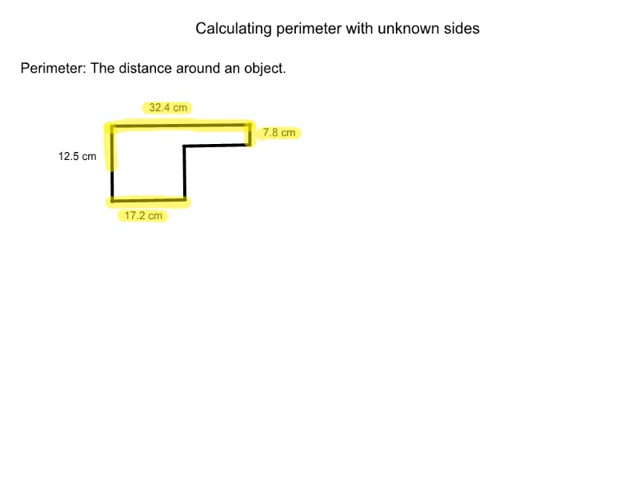 Calculating perimeter with unknown sides
Perimeter: The distance around an object.
32.4 cm
7.8 cm
12.5 cm
17.2 cm